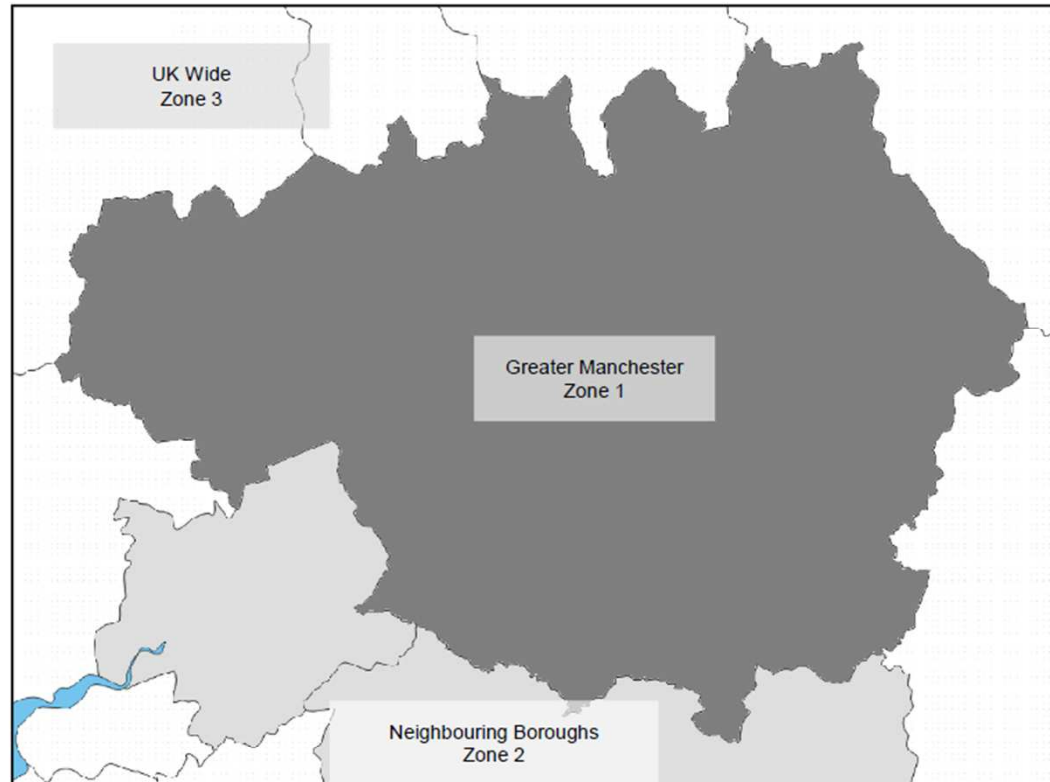 UK Wide
Zone 3
Greater Manchester
Zone 1
Neighbouring Boroughs
Zone 2